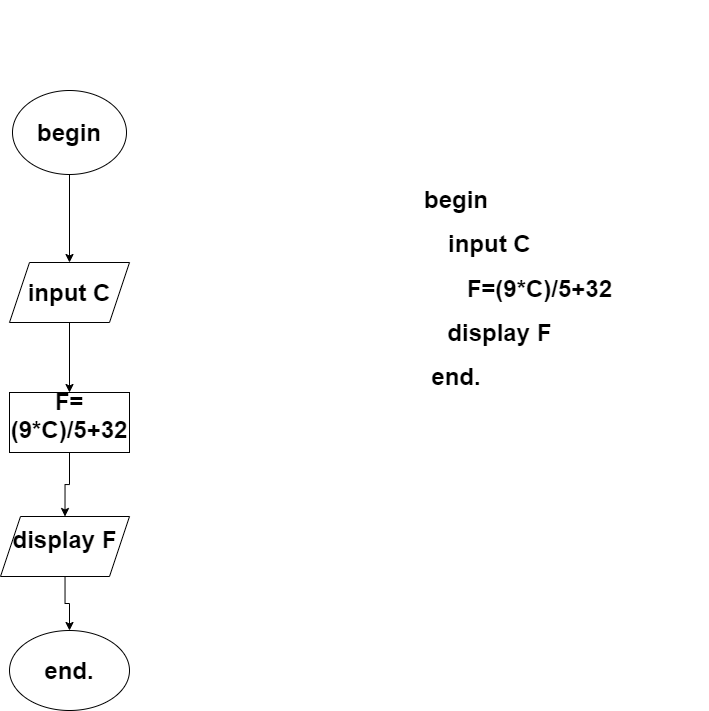 begin
input C
F=
(9*C)/5+32
display F
end.
begin
input C
F=(9*C)/5+32
display F
end.